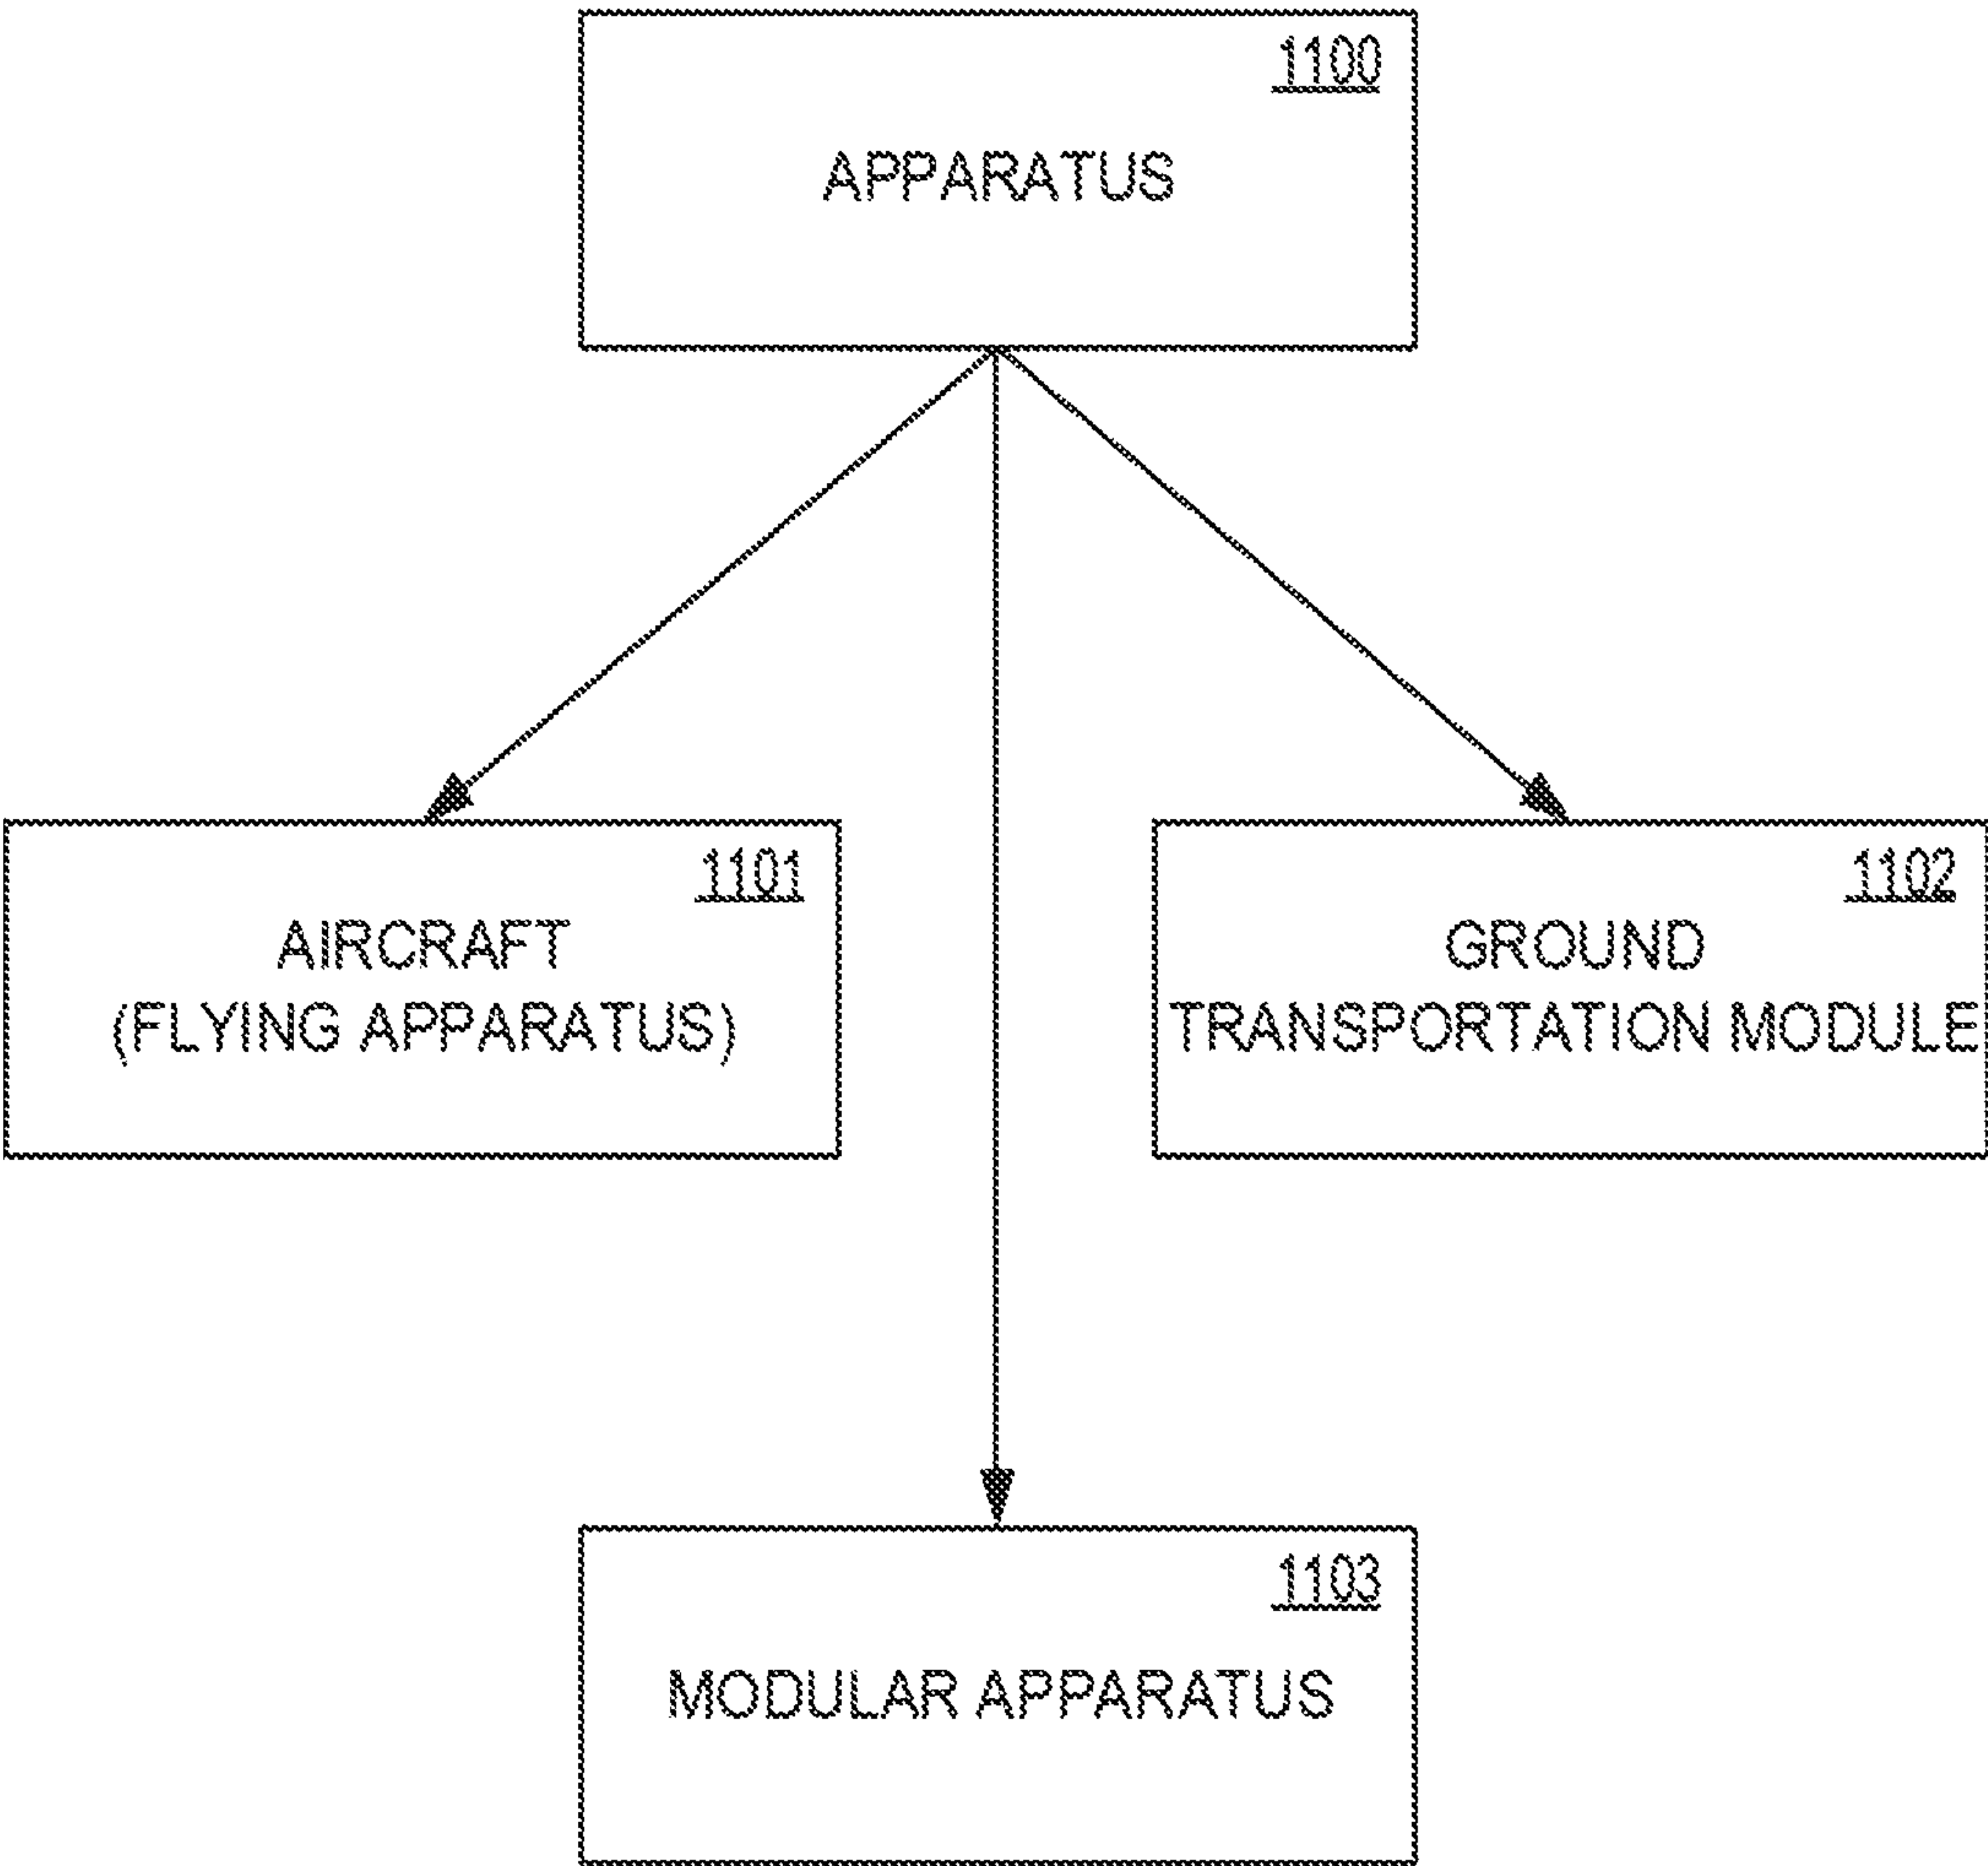 1100
APPARATUS
1101
AIRCRAFT
(FLYING APPARATUS)
1102
GROUND
TRANSPORTATION MODULE
1103
MODULAR APPARATUS